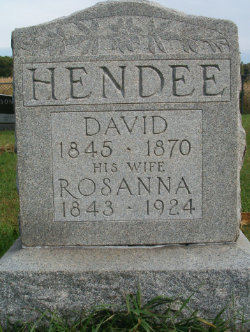 HENDEE
DAVID
1845 - 1870
HIS WIFE
ROSANNA
1843 - 1924